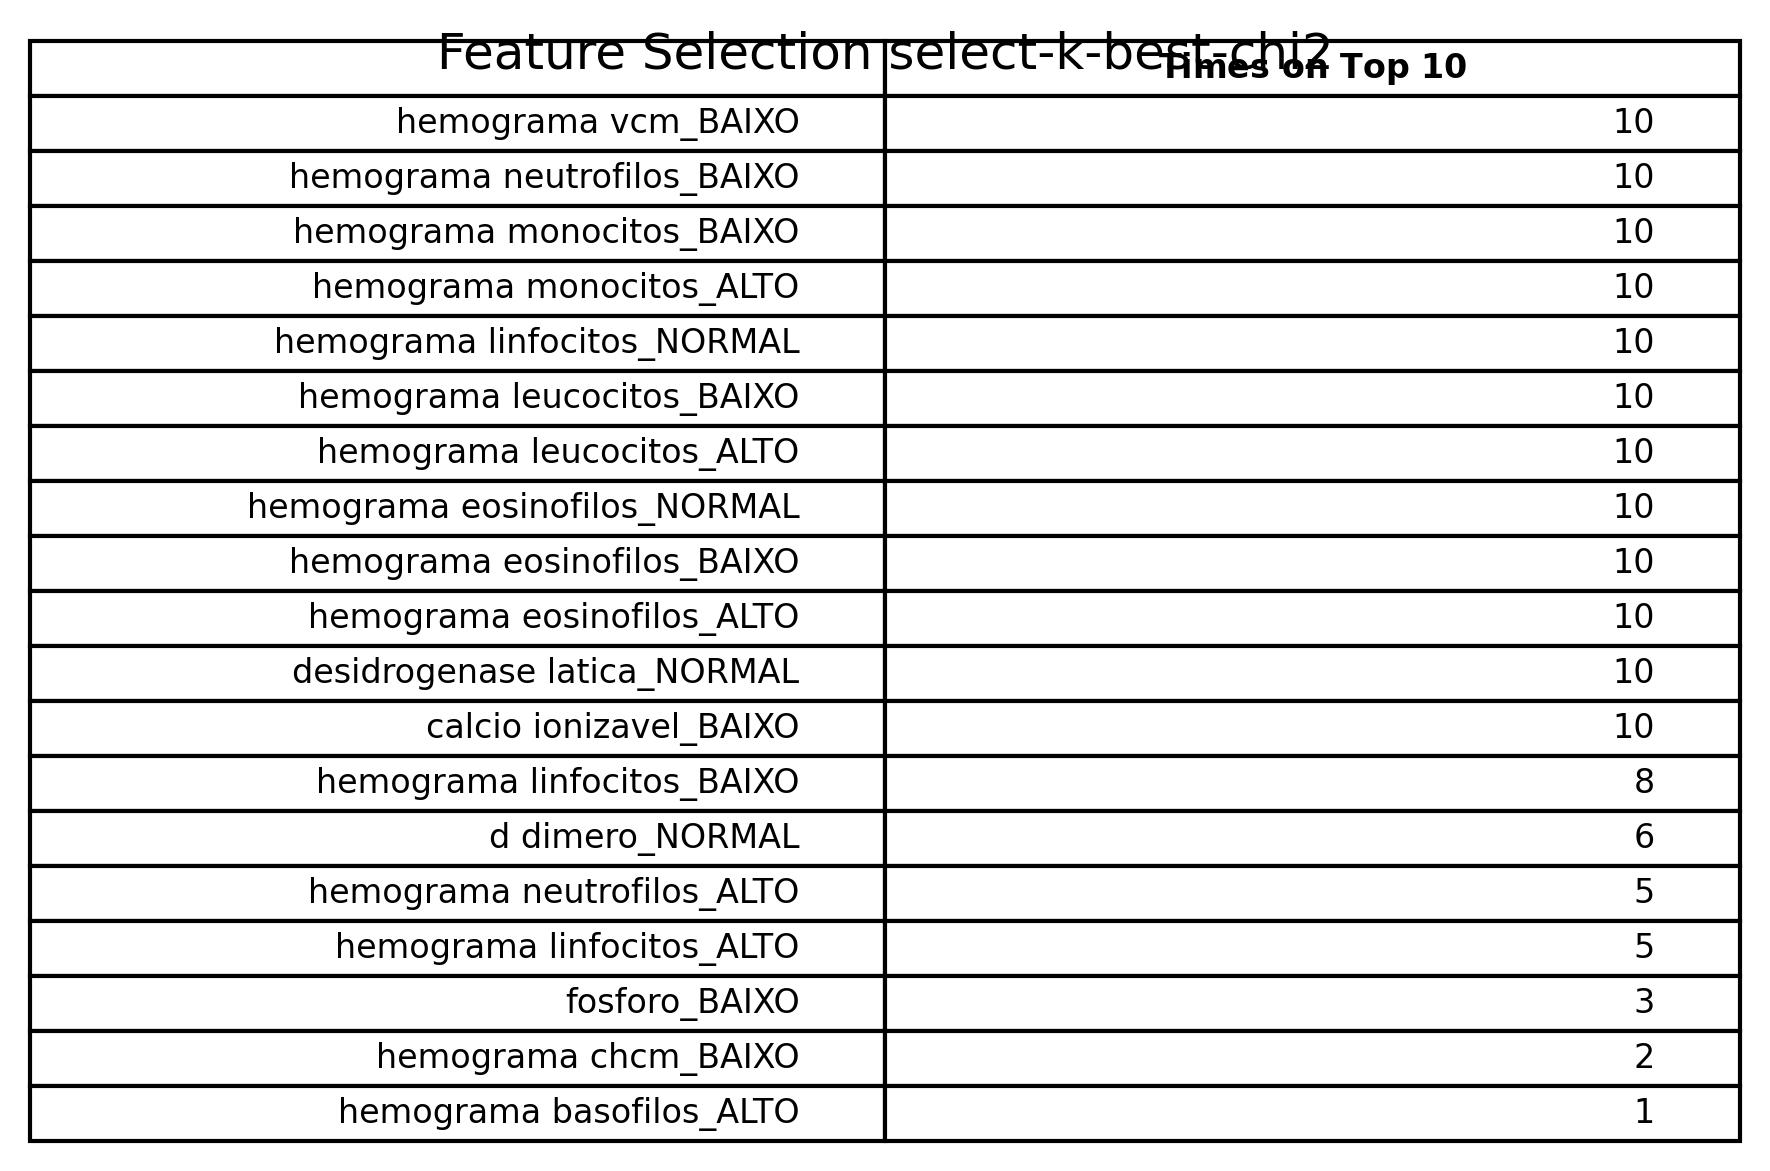 Feature Selection select-k-best-chi2
Times on Top 10
hemograma vcm_BAIXO 10
hemograma neutrofilos_BAIXO 10
hemograma monocitos_BAIXO 10
hemograma monocitos_ALTO 10
hemograma linfocitos_NORMAL 10
hemograma leucocitos_BAIXO 10
hemograma leucocitos_ALTO 10
hemograma eosinofilos_NORMAL 10
hemograma eosinofilos_BAIXO 10
hemograma eosinofilos_ALTO 10
desidrogenase latica_NORMAL 10
calcio ionizavel_BAIXO 10
hemograma linfocitos_BAIXO 8
d dimero_NORMAL 6
hemograma neutrofilos_ALTO 5
hemograma linfocitos_ALTO 5
fosforo_BAIXO 3
hemograma chcm_BAIXO 2
hemograma basofilos_ALTO 1